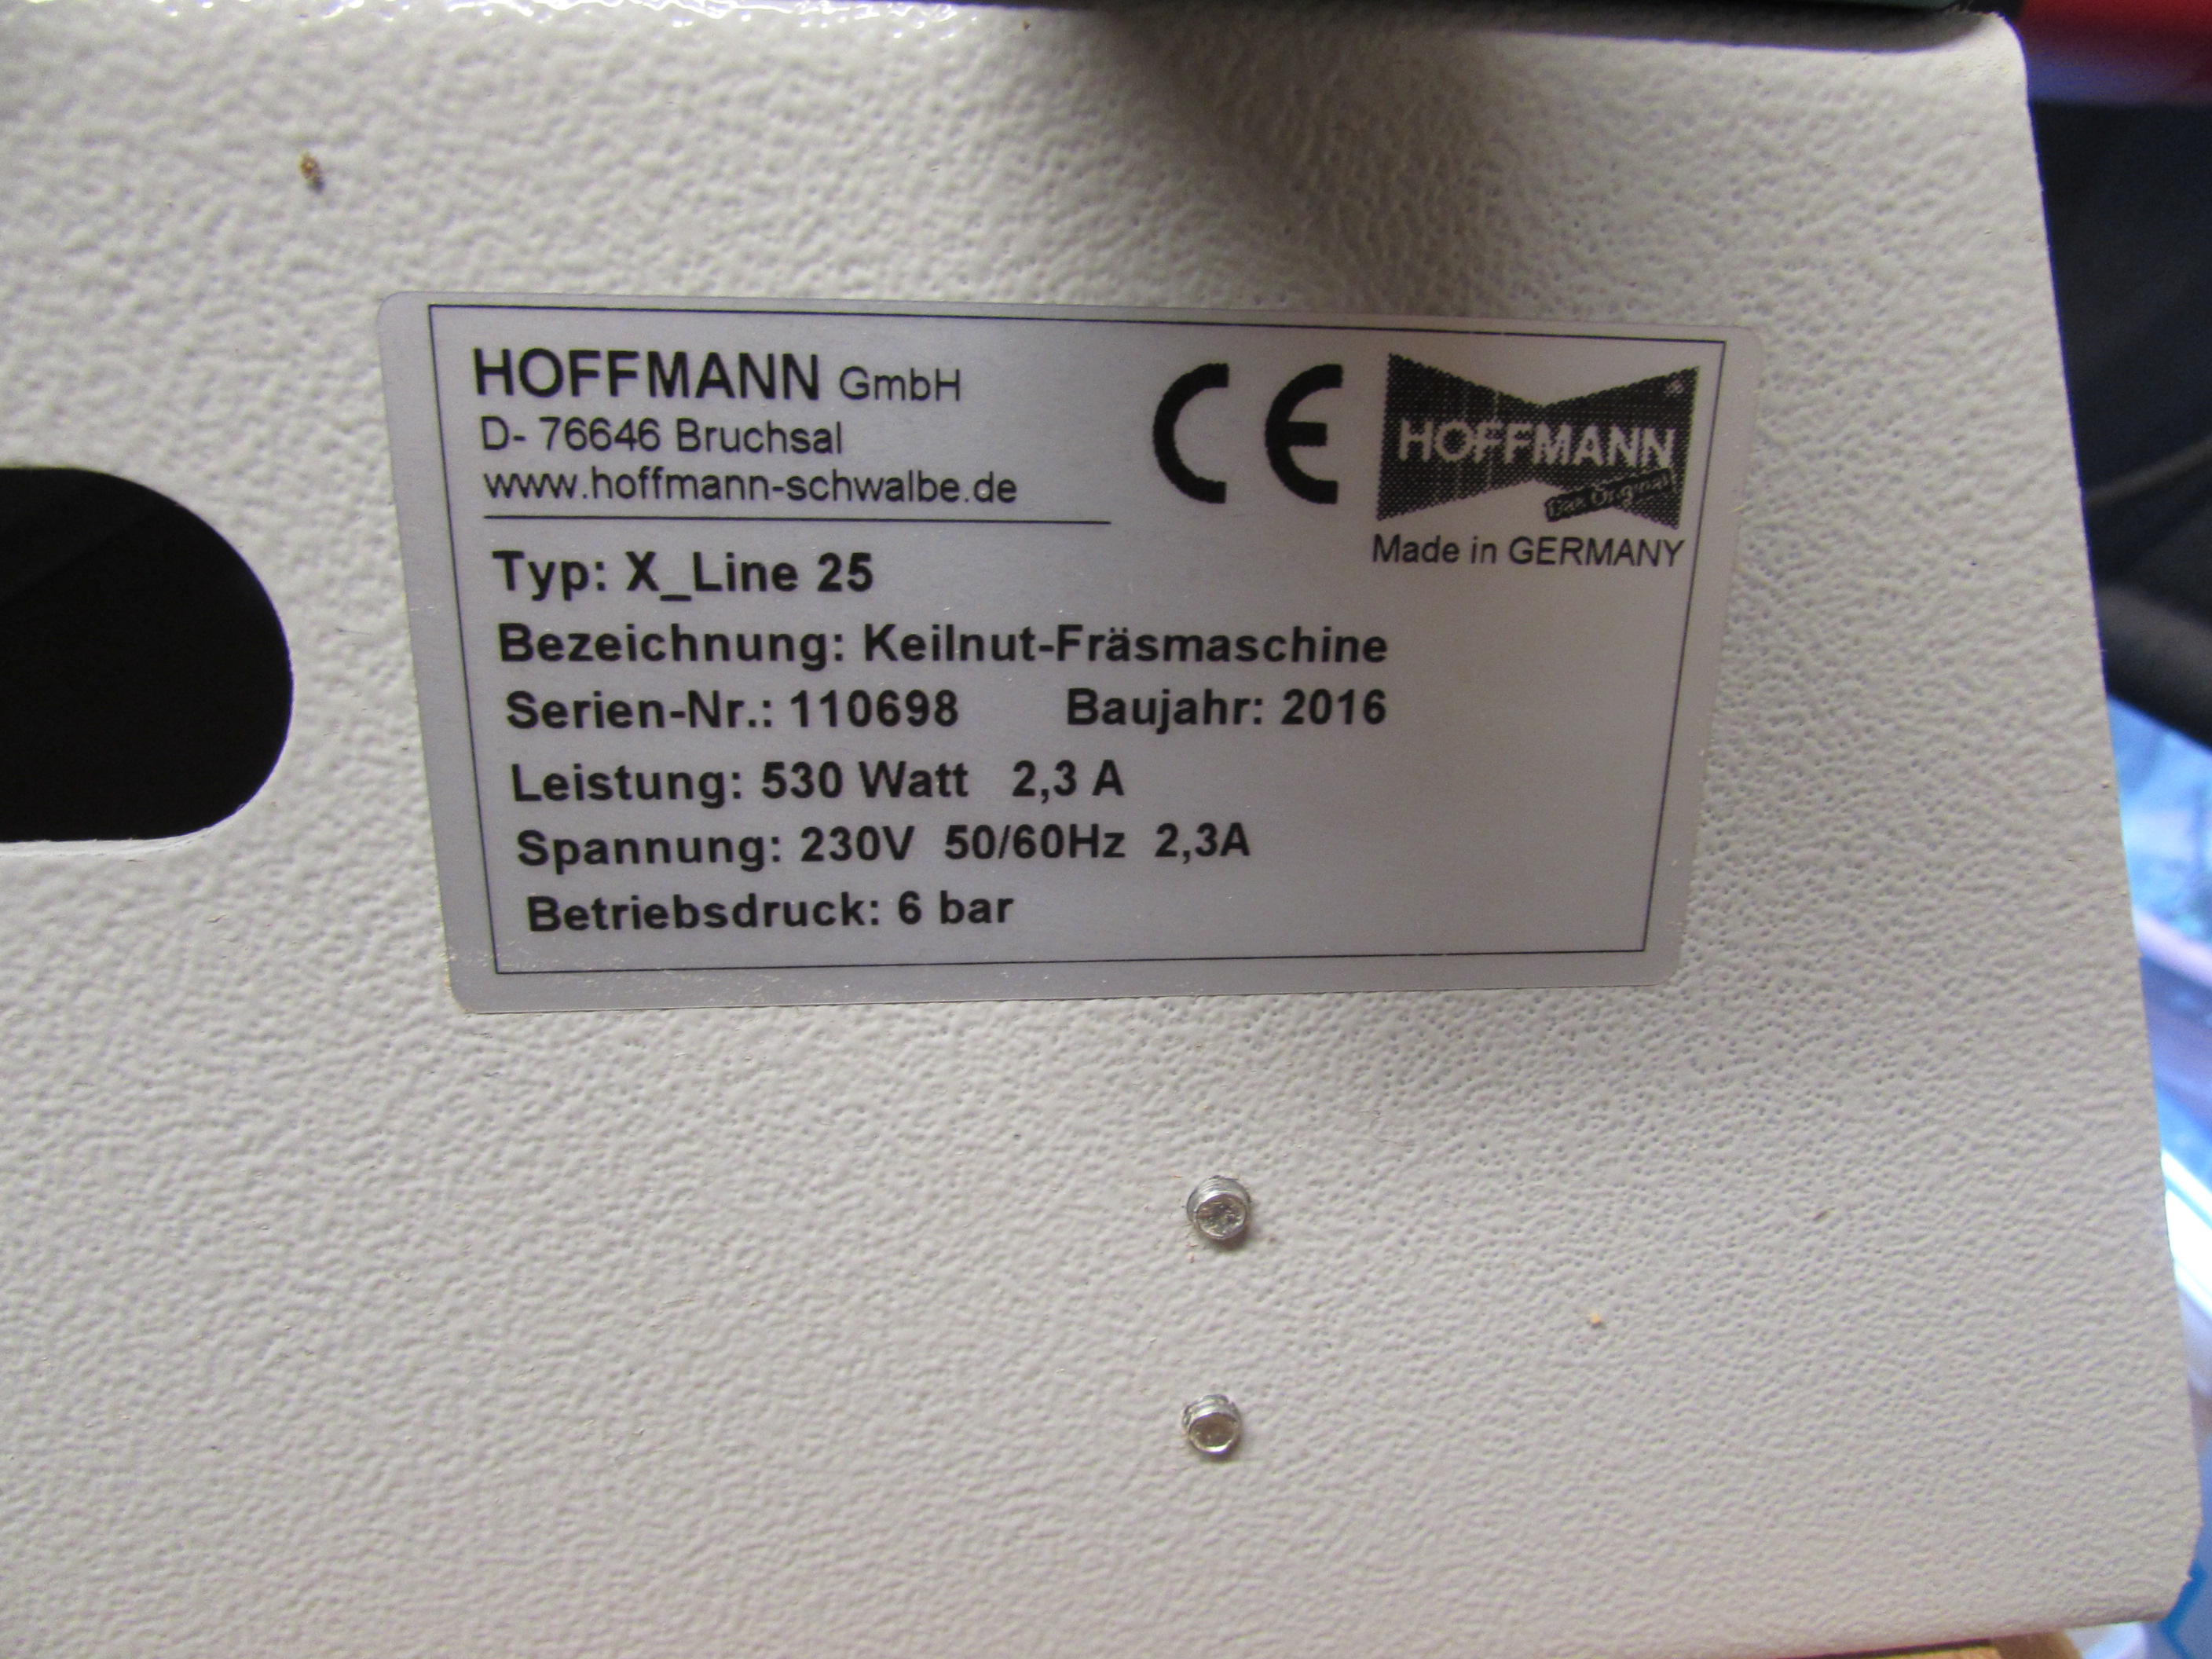 HOFFMANN GmbH
D- 76646 Bruchsal
www.hoffmann-schwalbe.de
CE
HOFFMANN
Das Original
Made in GERMANY
Typ: X_Line 25
Bezeichnung: Keilnut-Fräsmaschine
Serien-Nr.: 110698 Baujahr: 2016
Leistung: 530 Watt 2,3 A
Spannung: 230V 50/60Hz 2,3A
Betriebsdruck: 6 bar